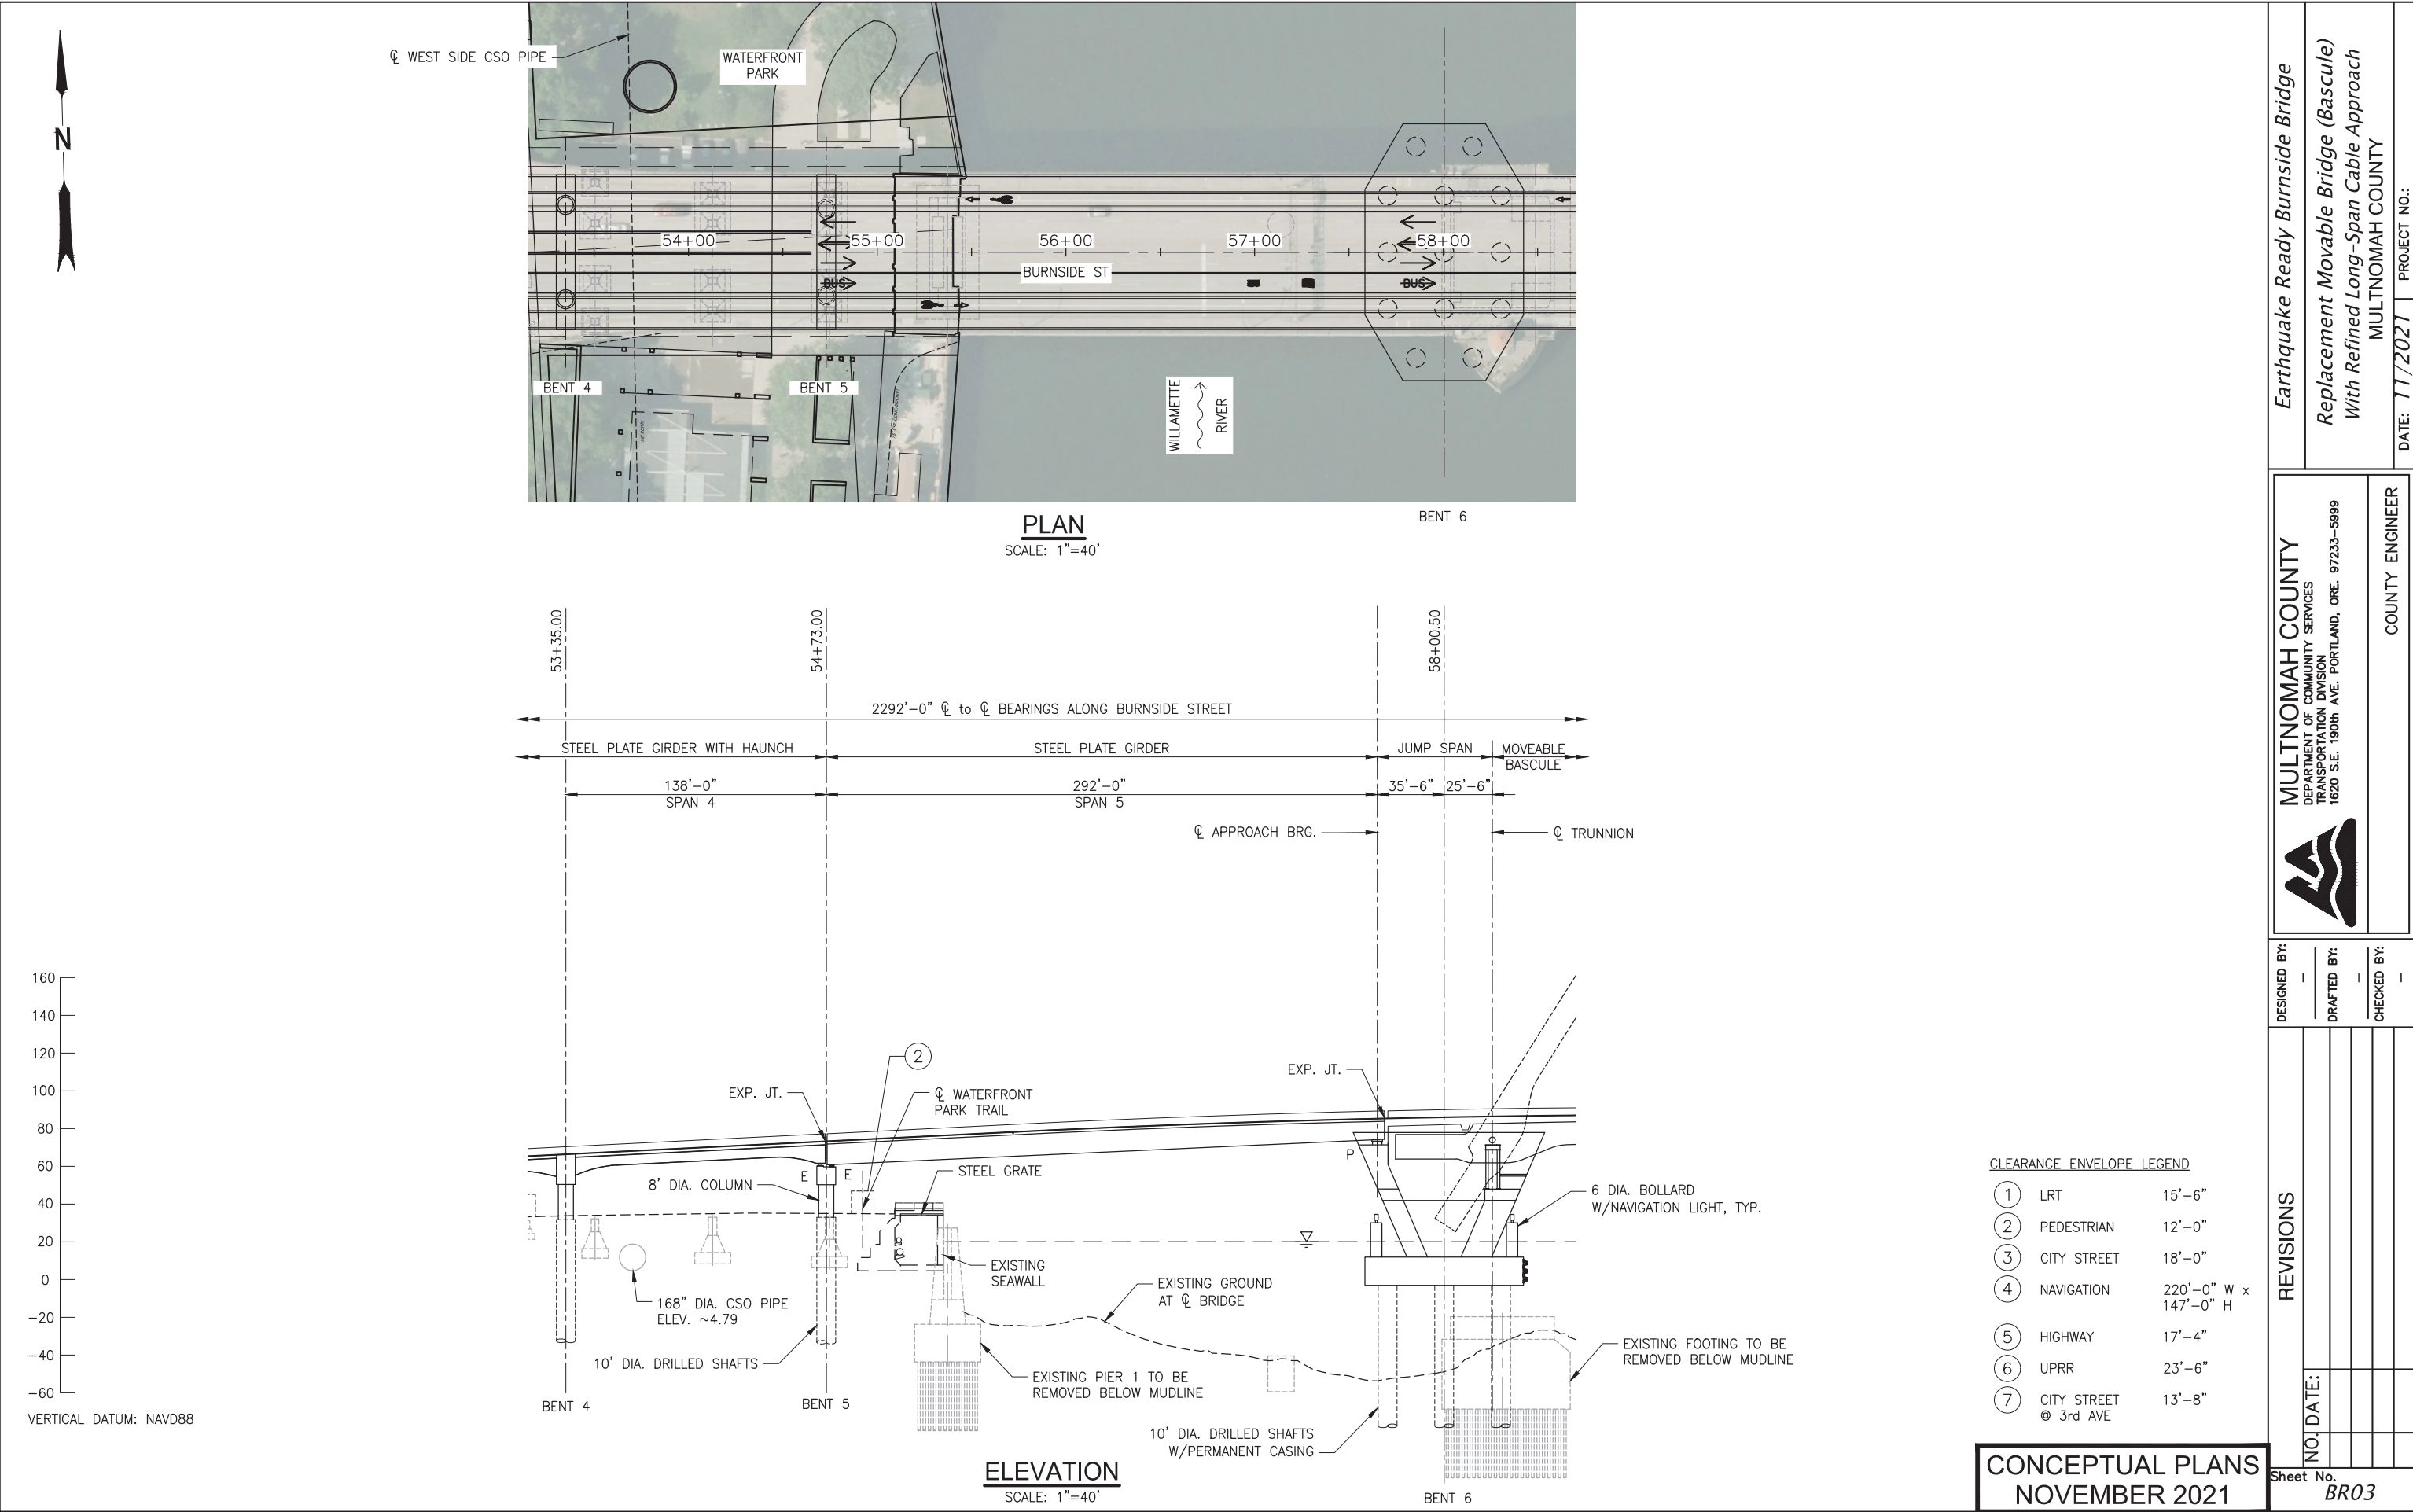 ℄ WEST SIDE CSO PIPE
WATERFRONT
PARK
N
54+00
55+00
56+00
57+00
58+00
BUS
BURNSIDE ST
BUS
BENT 4
BENT 5
WILLAMETTE
RIVER
BENT 6
PLAN
SCALE: 1"=40'
53+35.00
54+73.00
58+00.50
2292'-0" ℄ to ℄ BEARINGS ALONG BURNSIDE STREET
STEEL PLATE GIRDER WITH HAUNCH
STEEL PLATE GIRDER
JUMP SPAN
MOVEABLE
BASCULE
138'-0"
SPAN 4
292'-0"
SPAN 5
35'-6"
25'-6"
℄ APPROACH BRG.
℄ TRUNNION
160
140
120
100
80
60
40
20
0
-20
-40
-60
VERTICAL DATUM: NAVD88
2
EXP. JT.
℄ WATERFRONT
PARK TRAIL
EXP. JT.
E
E
P
STEEL GRATE
8' DIA. COLUMN
6 DIA. BOLLARD
W/NAVIGATION LIGHT, TYP.
EXISTING
SEAWALL
EXISTING GROUND
AT ℄ BRIDGE
168" DIA. CSO PIPE
ELEV. ~4.79
10' DIA. DRILLED SHAFTS
EXISTING PIER 1 TO BE
REMOVED BELOW MUDLINE
EXISTING FOOTING TO BE
REMOVED BELOW MUDLINE
10' DIA. DRILLED SHAFTS
W/PERMANENT CASING
BENT 4
BENT 5
BENT 6
ELEVATION
SCALE: 1"=40'
CLEARANCE ENVELOPE LEGEND
1 LRT 15'-6"
2 PEDESTRIAN 12'-0"
3 CITY STREET 18'-0"
4 NAVIGATION 220'-0" W x
147'-0" H
5 HIGHWAY 17'-4"
6 UPRR 23'-6"
7 CITY STREET 13'-8"
@ 3rd AVE
CONCEPTUAL PLANS
NOVEMBER 2021
Earthquake Ready Burnside Bridge
Replacement Movable Bridge (Bascule)
With Refined Long-Span Cable Approach
MULTNOMAH COUNTY
DATE: 11/2021
PROJECT NO.:
MULTNOMAH COUNTY
DEPARTMENT OF COMMUNITY SERVICES
TRANSPORTATION DIVISION
1620 S.E. 190th AVE. PORTLAND, ORE. 97233-5999
COUNTY ENGINEER
DESIGNED BY:
-
DRAFTED BY:
-
CHECKED BY:
-
REVISIONS
NO. DATE:
Sheet No.
BR03